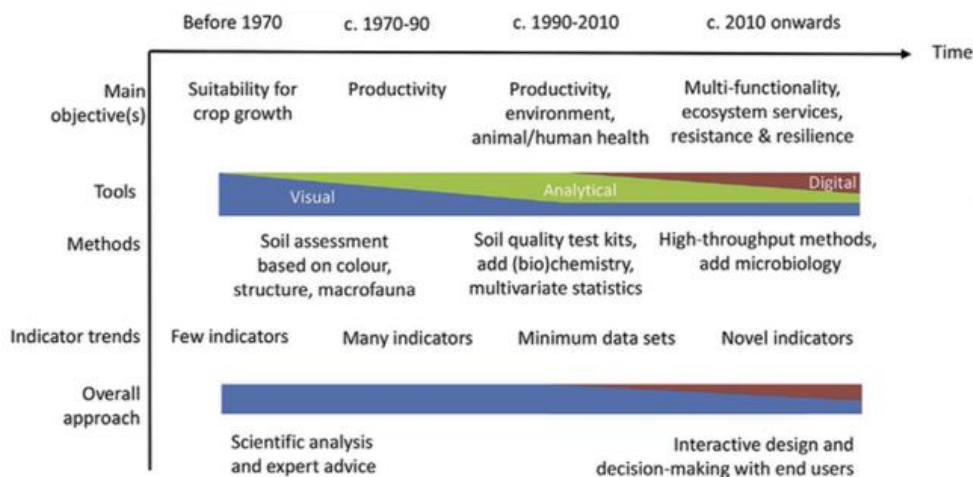 Before 1970
c. 1970-90
c. 1990-2010
c. 2010 onwards
Time
Main
objective(s)
Suitability for
crop growth
Productivity
Productivity,
environment,
animal/human health
Multi-functionality,
ecosystem services,
resistance & resilience
Tools
Visual
Analytical
Digital
Methods
Soil assessment
based on colour,
structure, macrofauna
Soil quality test kits,
add (bio)chemistry,
multivariate statistics
High-throughput methods,
add microbiology
Indicator trends
Few indicators
Many indicators
Minimum data sets
Novel indicators
Overall
approach
Scientific analysis
and expert advice
Interactive design and
decision-making with end users